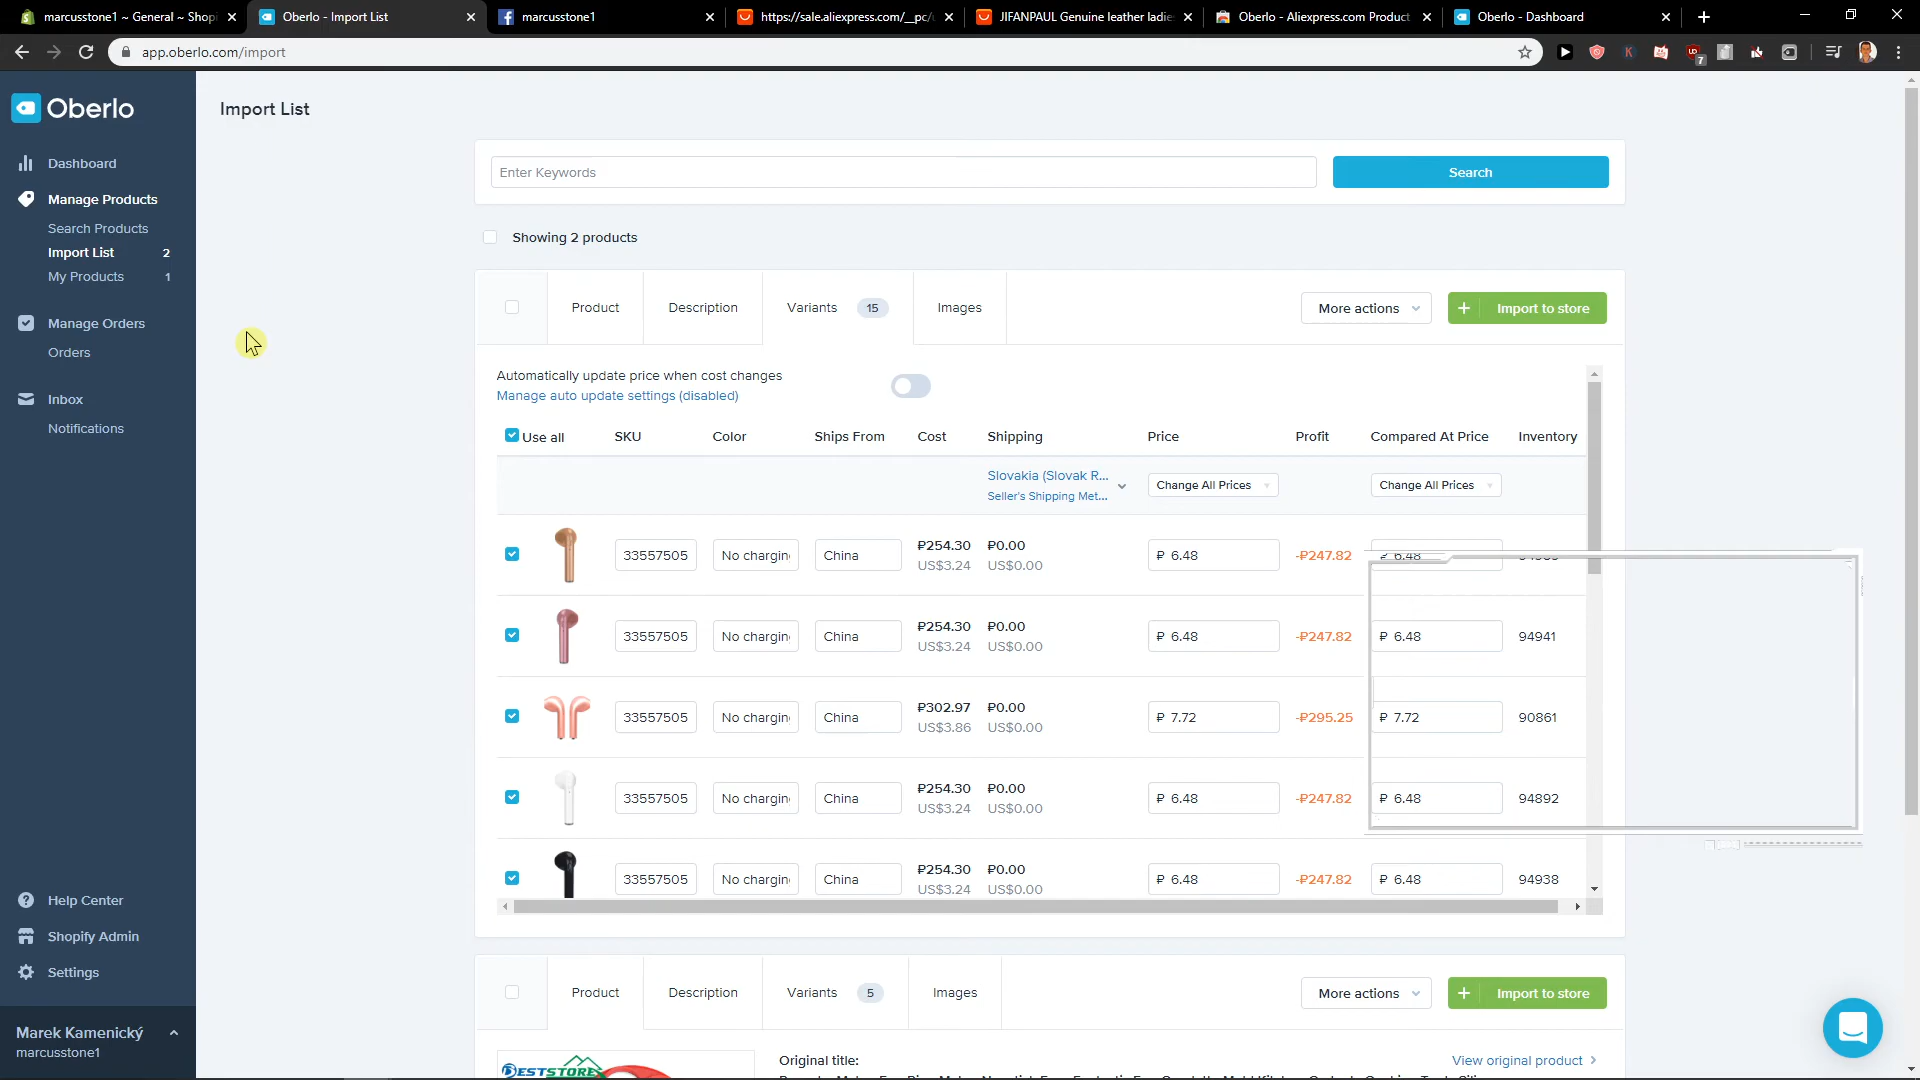 marcusstone1 ~ General ~ Shopi
Oberlo - Import List
marcusstone1
https://sale.aliexpress.com/__pc/
JIFANPAUL Genuine leather ladie
Oberlo - Aliexpress.com Product
Oberlo - Dashboard
app.oberlo.com/import
7
Oberlo
Import List
Dashboard
Manage Products
Search Products
Import List 2
My Products 1
Manage Orders
Orders
Inbox
Notifications
Help Center
Shopify Admin
Settings
Marek Kamenický
marcusstone1
Enter Keywords
Search
Showing 2 products
Product Description Variants 15 Images More actions + Import to store
Automatically update price when cost changes
Manage auto update settings (disabled)
Use all SKU Color Ships From Cost Shipping Price Profit Compared At Price Inventory
Slovakia (Slovak R...
Seller's Shipping Met...
Change All Prices Change All Prices
33557505 No chargin China ₽254.30 ₽0.00 ₽ 6.48 -₽247.82 ₽ 6.48
US$3.24 US$0.00
33557505 No chargin China ₽254.30 ₽0.00 ₽ 6.48 -₽247.82 ₽ 6.48 94941
US$3.24 US$0.00
33557505 No chargin China ₽302.97 ₽0.00 ₽ 7.72 -₽295.25 ₽ 7.72 90861
US$3.86 US$0.00
33557505 No chargin China ₽254.30 ₽0.00 ₽ 6.48 -₽247.82 ₽ 6.48 94892
US$3.24 US$0.00
33557505 No chargin China ₽254.30 ₽0.00 ₽ 6.48 -₽247.82 ₽ 6.48 94938
US$3.24 US$0.00
Product Description Variants 5 Images More actions + Import to store
BESTSTORE
Original title:
View original product